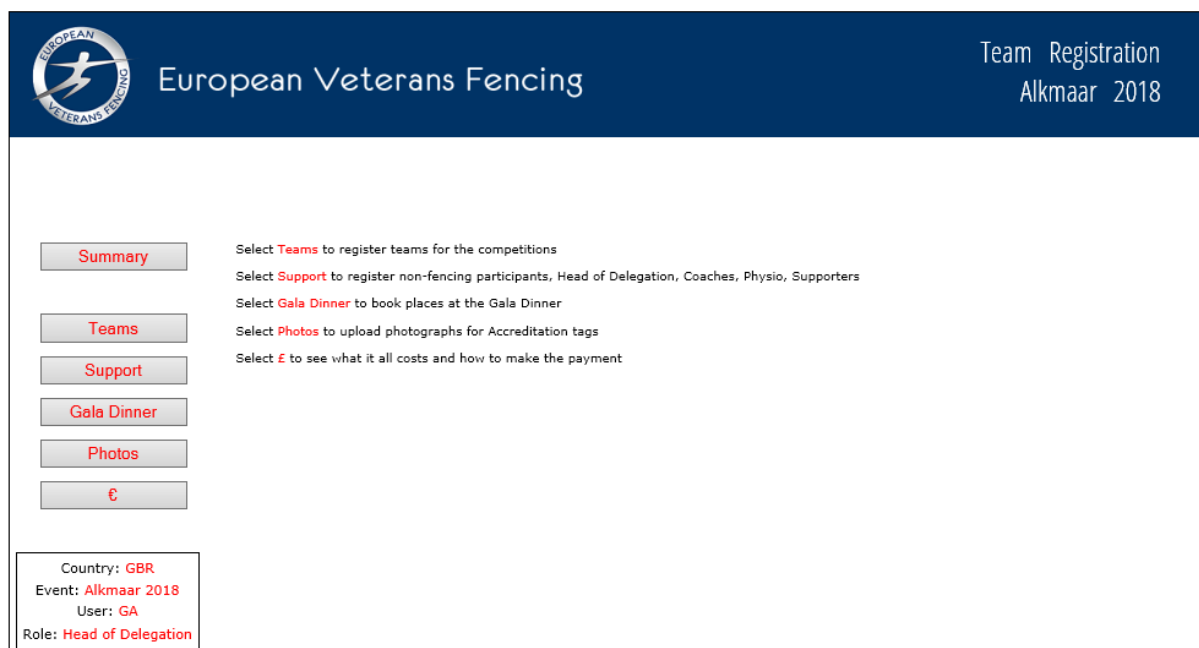 EUROPEAN
VETERANS FENCING
European Veterans Fencing
Team Registration
Alkmaar 2018
Summary
Teams
Support
Gala Dinner
Photos
€
Select Teams to register teams for the competitions
Select Support to register non-fencing participants, Head of Delegation, Coaches, Physio, Supporters
Select Gala Dinner to book places at the Gala Dinner
Select Photos to upload photographs for Accreditation tags
Select £ to see what it all costs and how to make the payment
Country: GBR
Event: Alkmaar 2018
User: GA
Role: Head of Delegation